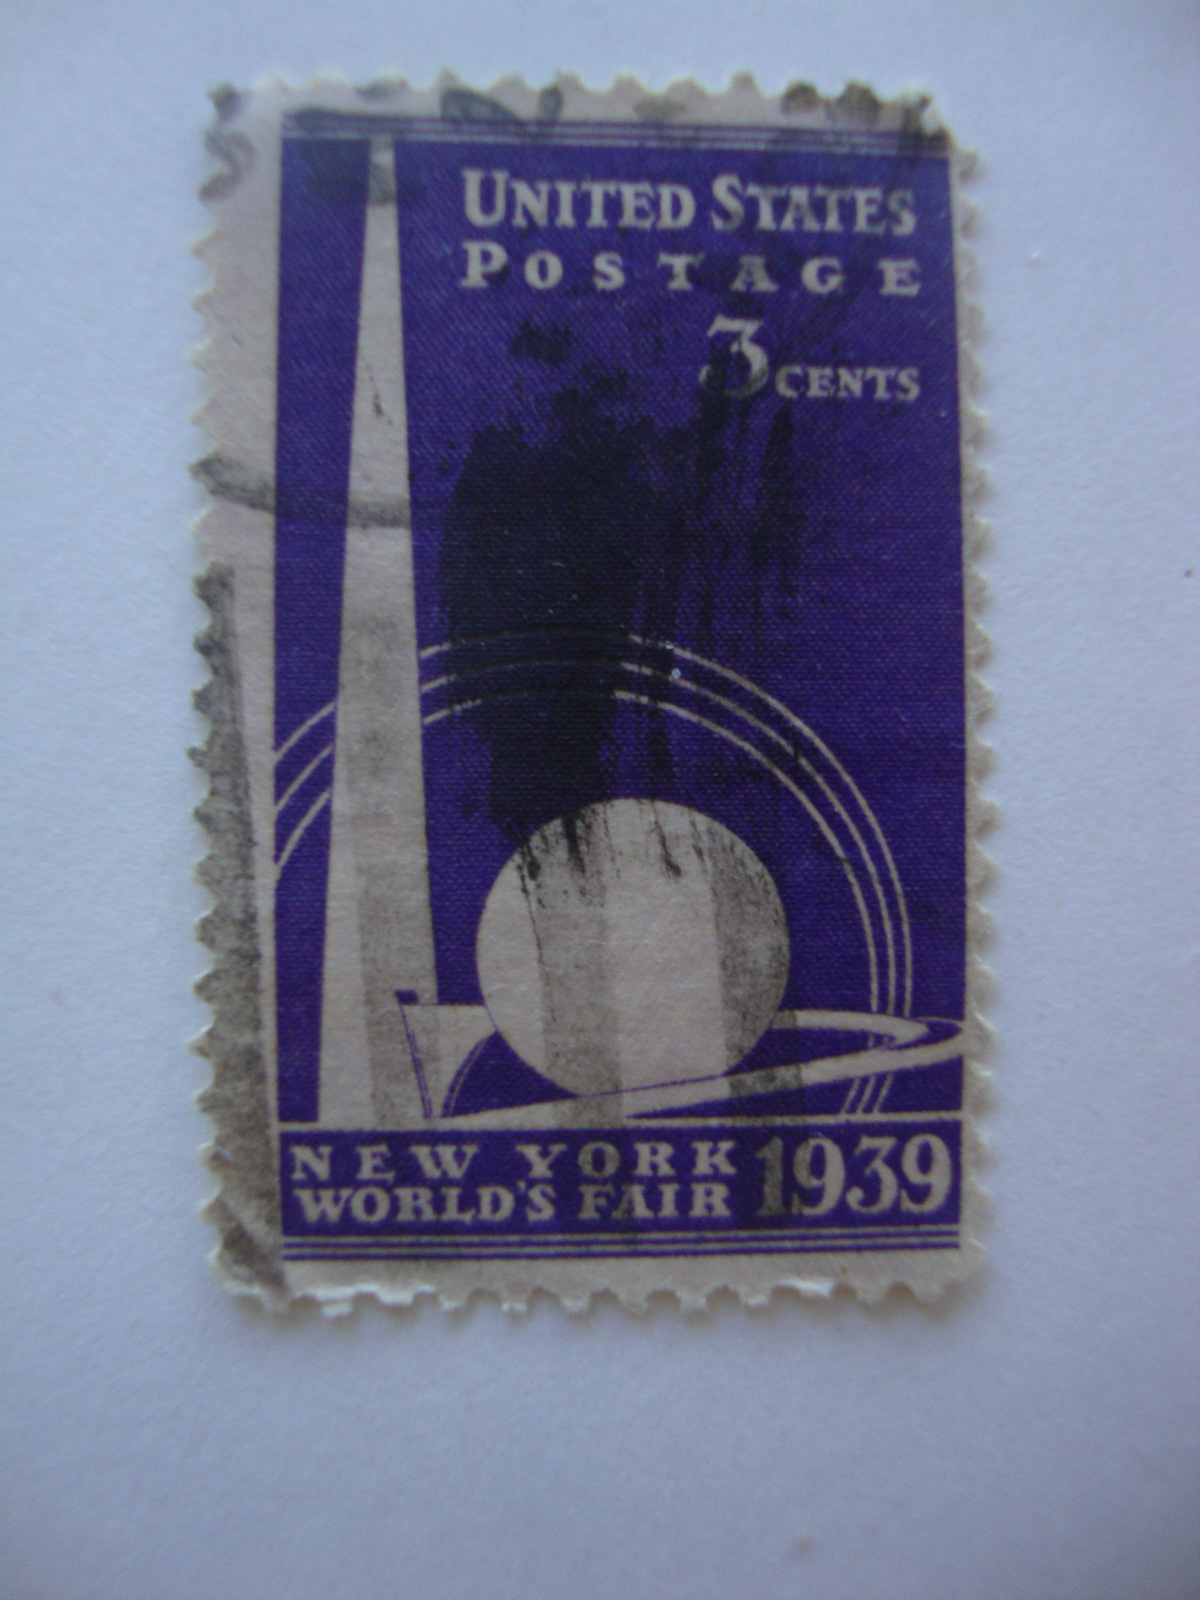 UNITED STATES
POSTAGE
3 CENTS
NEW YORK
WORLD'S FAIR
1939